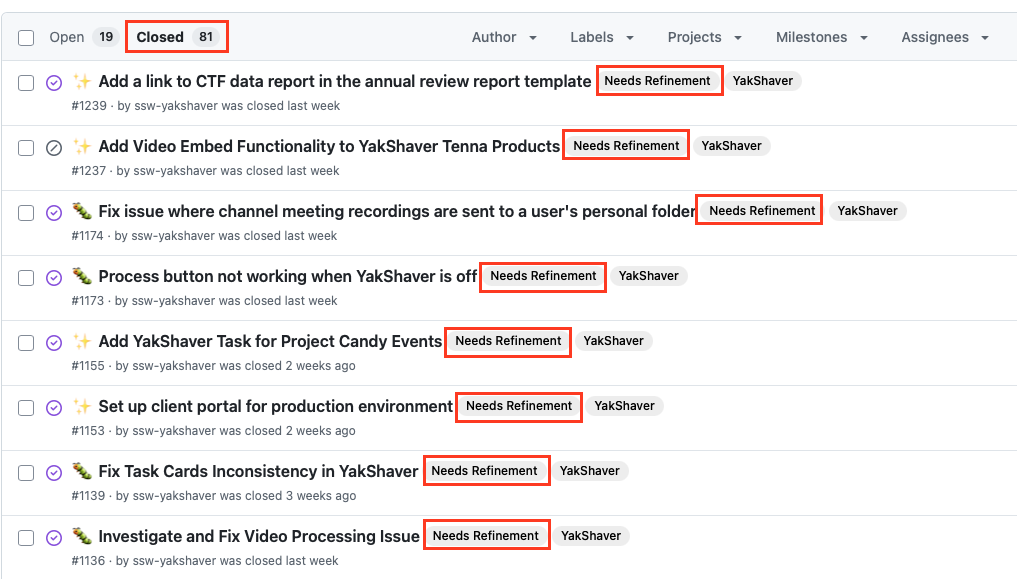 Open 19 Closed 81 Author Labels Projects Milestones Assignees
Add a link to CTF data report in the annual review report template Needs Refinement YakShaver
#1239 · by ssw-yakshaver was closed last week
Add Video Embed Functionality to YakShaver Tenna Products Needs Refinement YakShaver
#1237 · by ssw-yakshaver was closed last week
Fix issue where channel meeting recordings are sent to a user's personal folder Needs Refinement YakShaver
#1174 · by ssw-yakshaver was closed last week
Process button not working when YakShaver is off Needs Refinement YakShaver
#1173 · by ssw-yakshaver was closed last week
Add YakShaver Task for Project Candy Events Needs Refinement YakShaver
#1155 · by ssw-yakshaver was closed 2 weeks ago
Set up client portal for production environment Needs Refinement YakShaver
#1153 · by ssw-yakshaver was closed 2 weeks ago
Fix Task Cards Inconsistency in YakShaver Needs Refinement YakShaver
#1139 · by ssw-yakshaver was closed 3 weeks ago
Investigate and Fix Video Processing Issue Needs Refinement YakShaver
#1136 · by ssw-yakshaver was closed last week